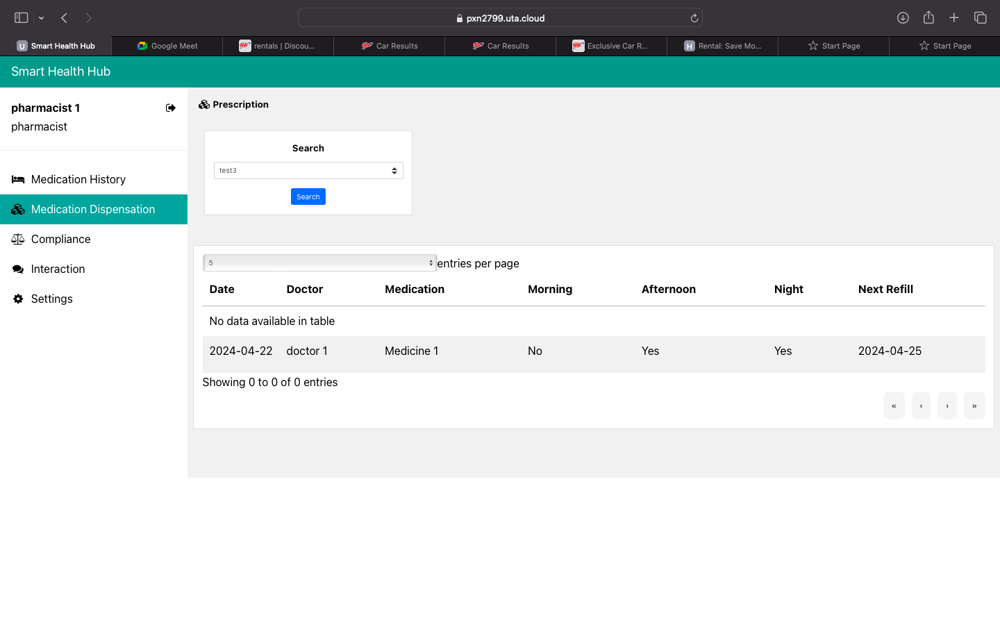 pxn2799.uta.cloud
U Smart Health Hub
Google Meet
rentals | Discou...
Car Results
Car Results
Exclusive Car R...
H Rental: Save Mo...
Start Page
Start Page
Smart Health Hub
pharmacist 1
pharmacist
Medication History
Medication Dispensation
Compliance
Interaction
Settings
Prescription
Search
test3
Search
5 entries per page
Date Doctor Medication Morning Afternoon Night Next Refill
No data available in table
2024-04-22 doctor 1 Medicine 1 No Yes Yes 2024-04-25
Showing 0 to 0 of 0 entries
« ‹ › »